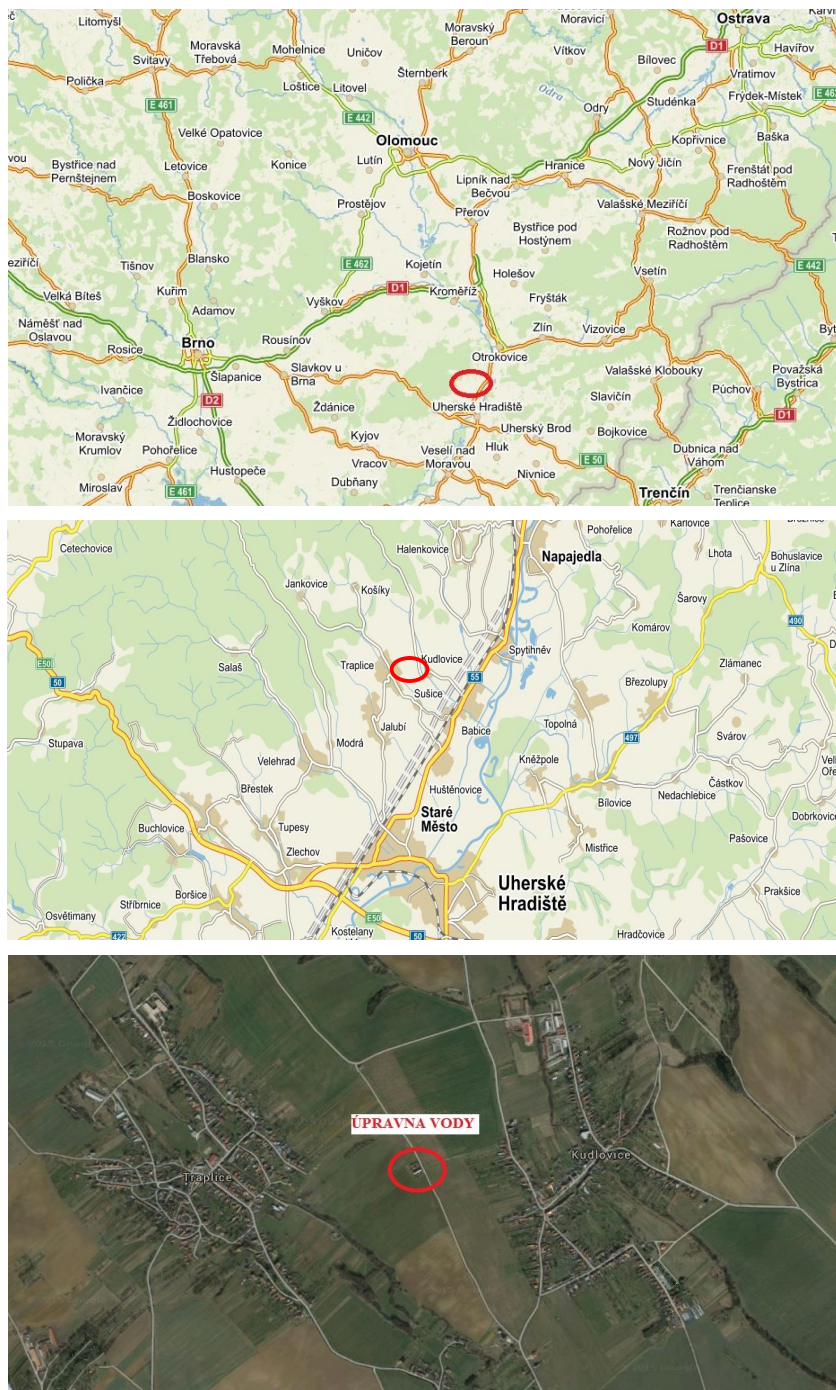 Litomyšl
Moravská
Třebová
Mohelnice
Uničov
Moravský
Beroun
Moravicí
Ostrava
D1
Havířov
Svitavy
Vítkov
Bílovec
Vratimov
Polička
Loštice
Litovel
Šternberk
Odra
Studénka
Frýdek-Místek
E 461
E 442
Odry
E 462
Velké Opatovice
Olomouc
Kopřivnice
Baška
Bystřice nad
Pernštejnem
Letovice
Konice
Lutín
Hranice
Nový Jičín
Frenštát pod
Radhoštěm
Lipník nad
Bečvou
Boskovice
Prostějov
Přerov
Valašské Meziříčí
Rožnov pod
Radhoštěm
Bystřice pod
Hostýnem
Tišnov
Blansko
E 462
Kojetín
Holešov
Vsetín
E 442
Velká Bíteš
Kuřim
Adamov
Vyškov
D1
Kroměříž
Fryšták
Náměšť nad
Oslavou
Rosice
Brno
Rousínov
Zlín
Vizovice
Otrokovice
Šlapanice
Slavkov u
Brna
Valašské Klobouky
Považská
Bystrica
Ivančice
D2
Ždánice
Uherské Hradiště
Slavičín
Púchov
D1
Židlochovice
Moravský
Krumlov
Pohořelice
Kyjov
Veselí nad
Moravou
Hluk
Uherský Brod
Bojkovice
Dubnica nad
Váhom
Miroslav
E 461
Hustopeče
Vracov
Dubňany
Nivnice
E 50
Trenčín
Trenčianske
Teplice
Cetechovice
Halenkovice
Napajedla
Pohořelice
Karlovice
Lhota
Bohuslavice
u Zlína
Jankovice
Košíky
Šarovy
Komárov
490
E50
50
Salaš
Traplice
Kudlovice
Spytihněv
Zlámanec
Sušice
55
Březolupy
Stupava
Jalubí
Modrá
Babice
Topolná
497
Svárov
Velehrad
Kněžpole
Břestek
Huštěnovice
Bílovice
Nedachlebice
Částkov
Buchlovice
Tupesy
Staré
Město
Dobrkovice
Zlechov
Mistřice
Pašovice
Stříbrnice
Boršice
Uherské
Hradiště
Prakšice
Osvětimany
422
Kostelany
E50
50
Hradčovice
ÚPRAVNA VODY
Traplice
Kudlovice